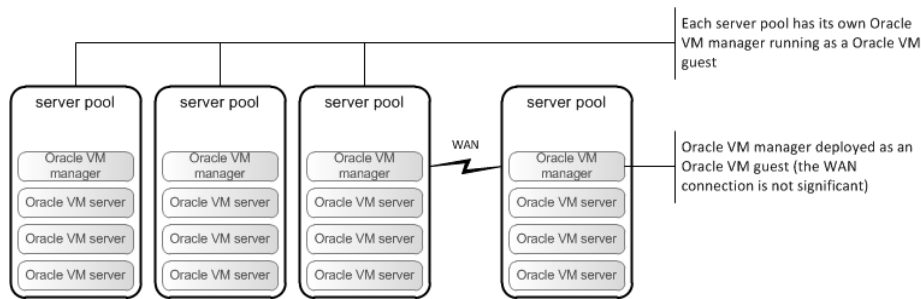 Each server pool has its own Oracle
VM manager running as a Oracle VM
guest
server pool
server pool
server pool
server pool
WAN
Oracle VM
manager
Oracle VM
manager
Oracle VM
manager
Oracle VM
manager
Oracle VM manager deployed as an
Oracle VM guest (the WAN
connection is not significant)
Oracle VM server
Oracle VM server
Oracle VM server
Oracle VM server
Oracle VM server
Oracle VM server
Oracle VM server
Oracle VM server
Oracle VM server
Oracle VM server
Oracle VM server
Oracle VM server